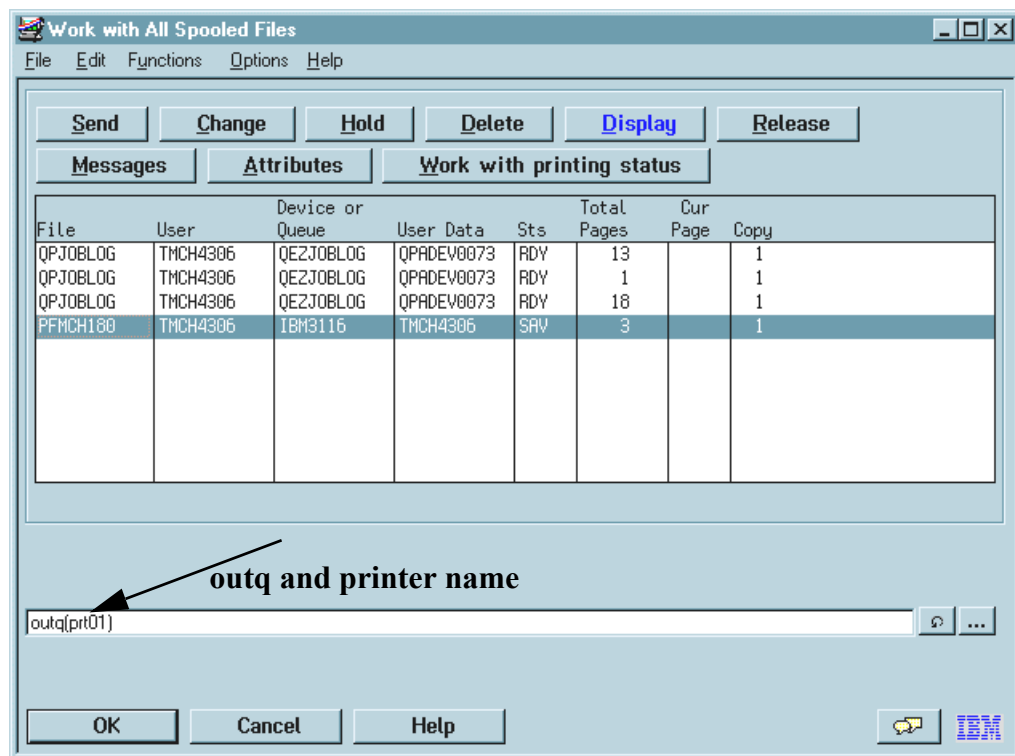 Work with All Spooled Files
File Edit Functions Options Help
Send Change Hold Delete Display Release
Messages Attributes Work with printing status
Device or Total Cur
File User Queue User Data Sts Pages Page Copy
QPJOBLOG TMCH4306 QEZJOBLOG QPADEV0073 RDY 13 1
QPJOBLOG TMCH4306 QEZJOBLOG QPADEV0073 RDY 1 1
QPJOBLOG TMCH4306 QEZJOBLOG QPADEV0073 RDY 18 1
PFMCH180 TMCH4306 IBM3116 TMCH4306 SAV 3 1
outq and printer name
outq(prt01)
...
OK Cancel Help IBM